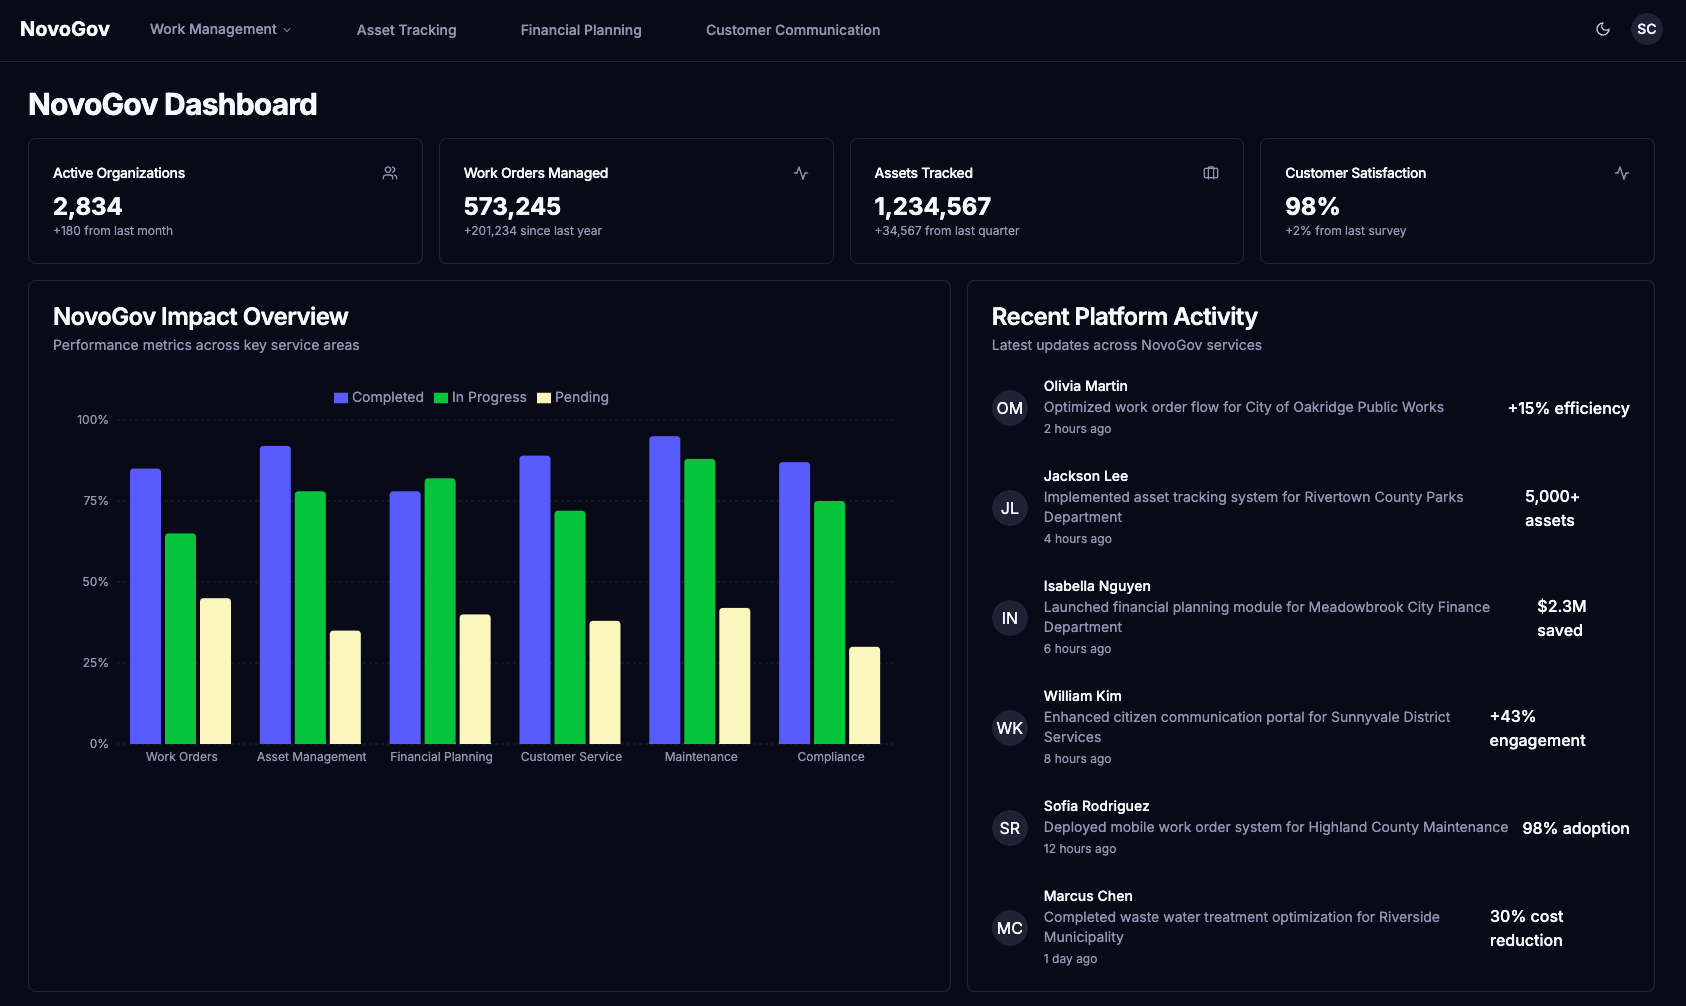 NovoGov
Work Management
Asset Tracking
Financial Planning
Customer Communication
SC
NovoGov Dashboard
Active Organizations
2,834
+180 from last month
Work Orders Managed
573,245
+201,234 since last year
Assets Tracked
1,234,567
+34,567 from last quarter
Customer Satisfaction
98%
+2% from last survey
NovoGov Impact Overview
Performance metrics across key service areas
Completed
In Progress
Pending
100%
75%
50%
25%
0%
Work Orders
Asset Management
Financial Planning
Customer Service
Maintenance
Compliance
Recent Platform Activity
Latest updates across NovoGov services
OM
Olivia Martin
Optimized work order flow for City of Oakridge Public Works
2 hours ago
+15% efficiency
JL
Jackson Lee
Implemented asset tracking system for Rivertown County Parks
Department
4 hours ago
5,000+
assets
IN
Isabella Nguyen
Launched financial planning module for Meadowbrook City Finance
Department
6 hours ago
$2.3M
saved
WK
William Kim
Enhanced citizen communication portal for Sunnyvale District
Services
8 hours ago
+43%
engagement
SR
Sofia Rodriguez
Deployed mobile work order system for Highland County Maintenance
12 hours ago
98% adoption
MC
Marcus Chen
Completed waste water treatment optimization for Riverside
Municipality
1 day ago
30% cost
reduction